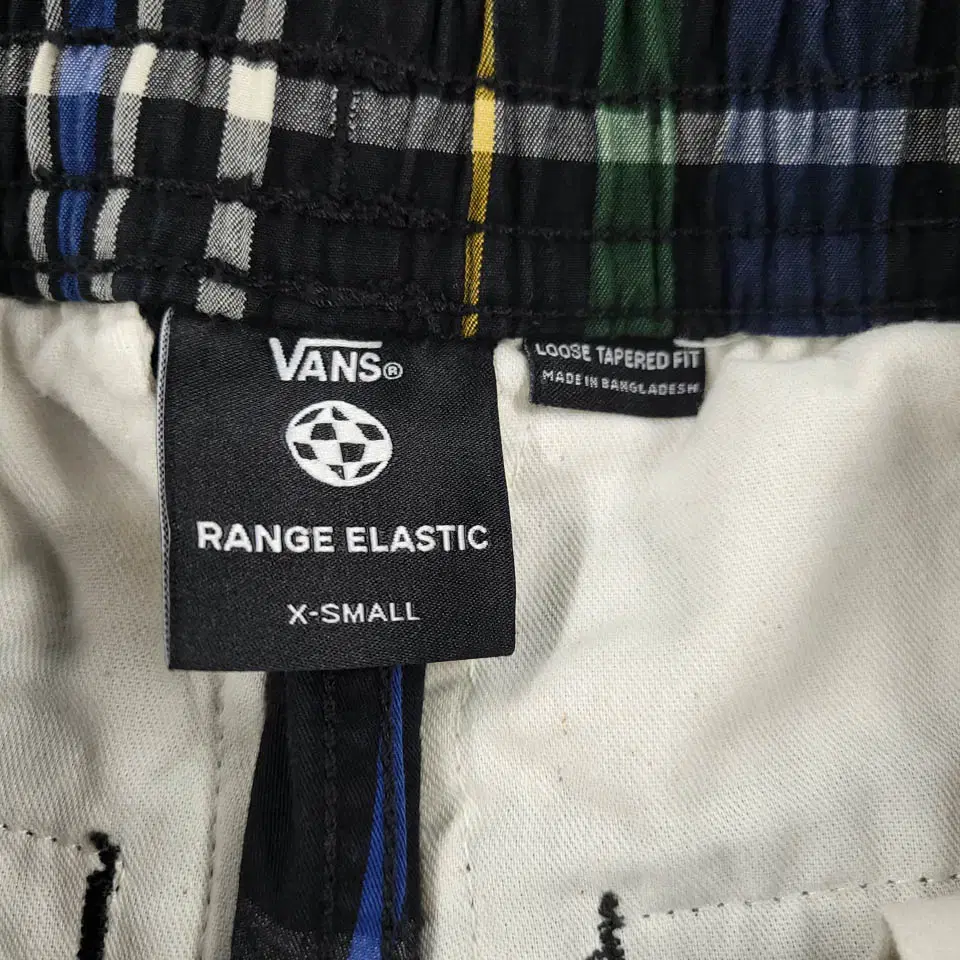 VANS®
RANGE ELASTIC
X-SMALL
LOOSE TAPERED FIT
MADE IN BANGLADESH